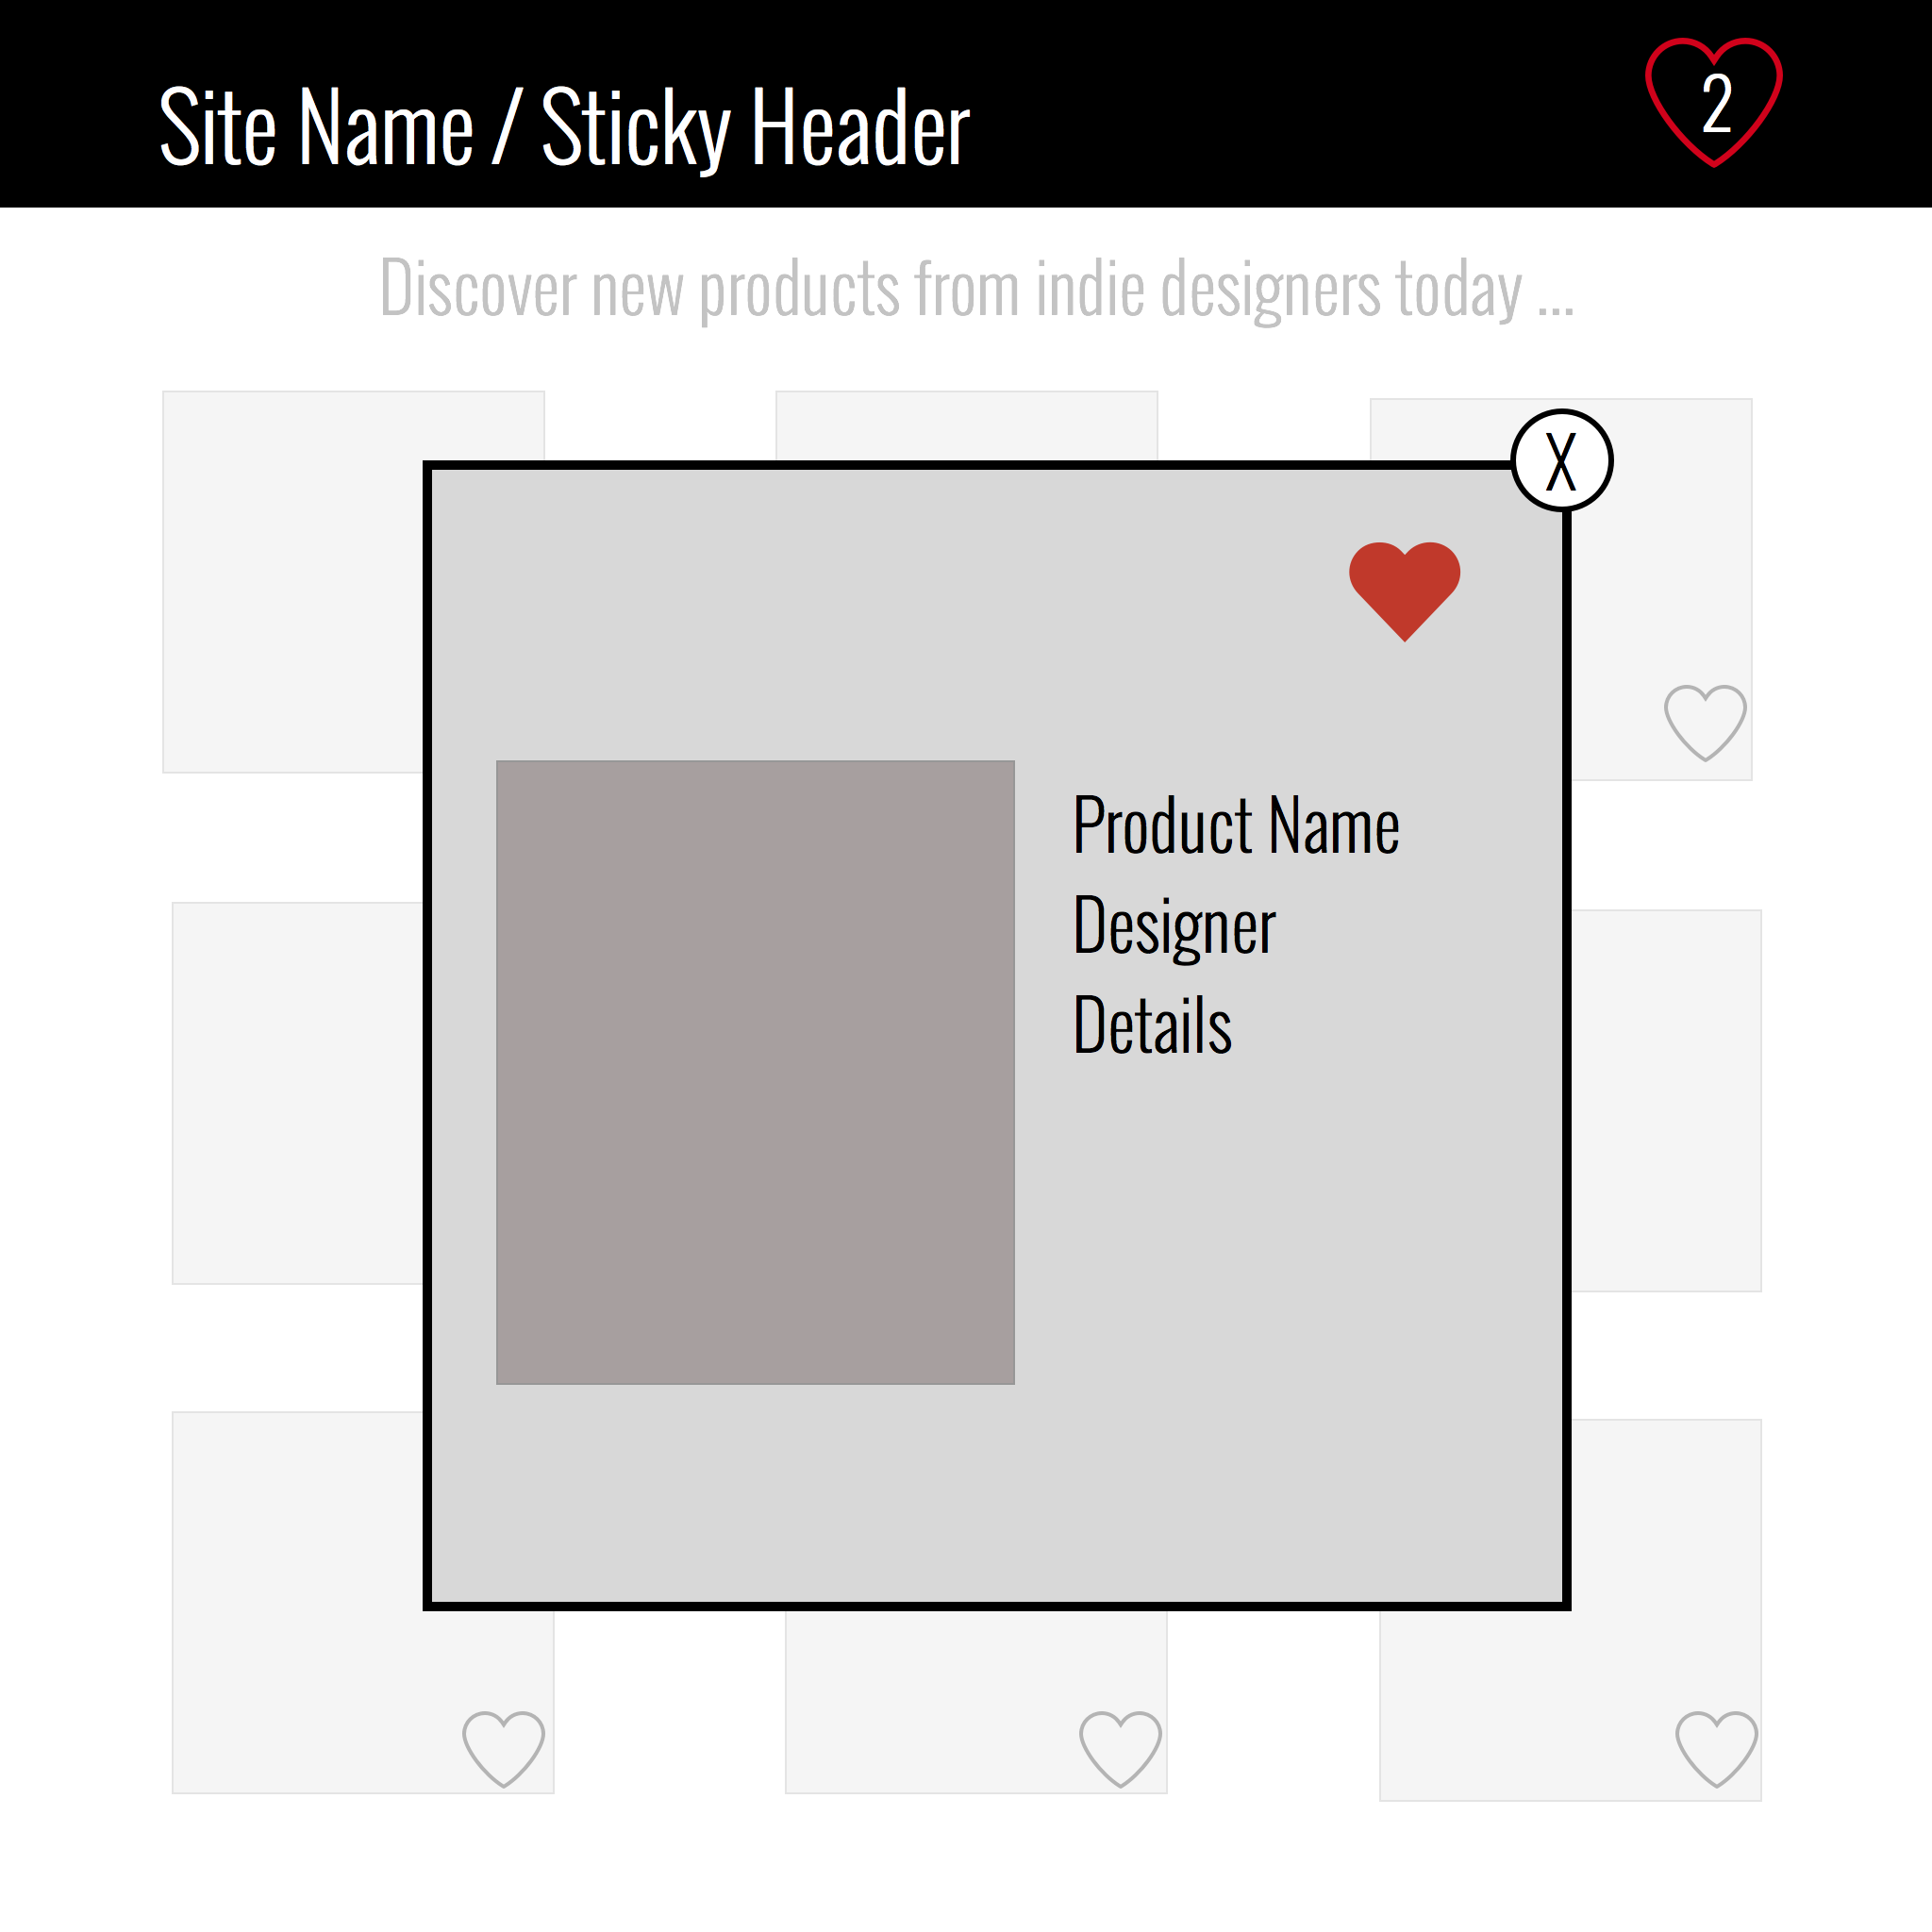 Site Name / Sticky Header
2
Discover new products from indie designers today ...
X
Product Name
Designer
Details